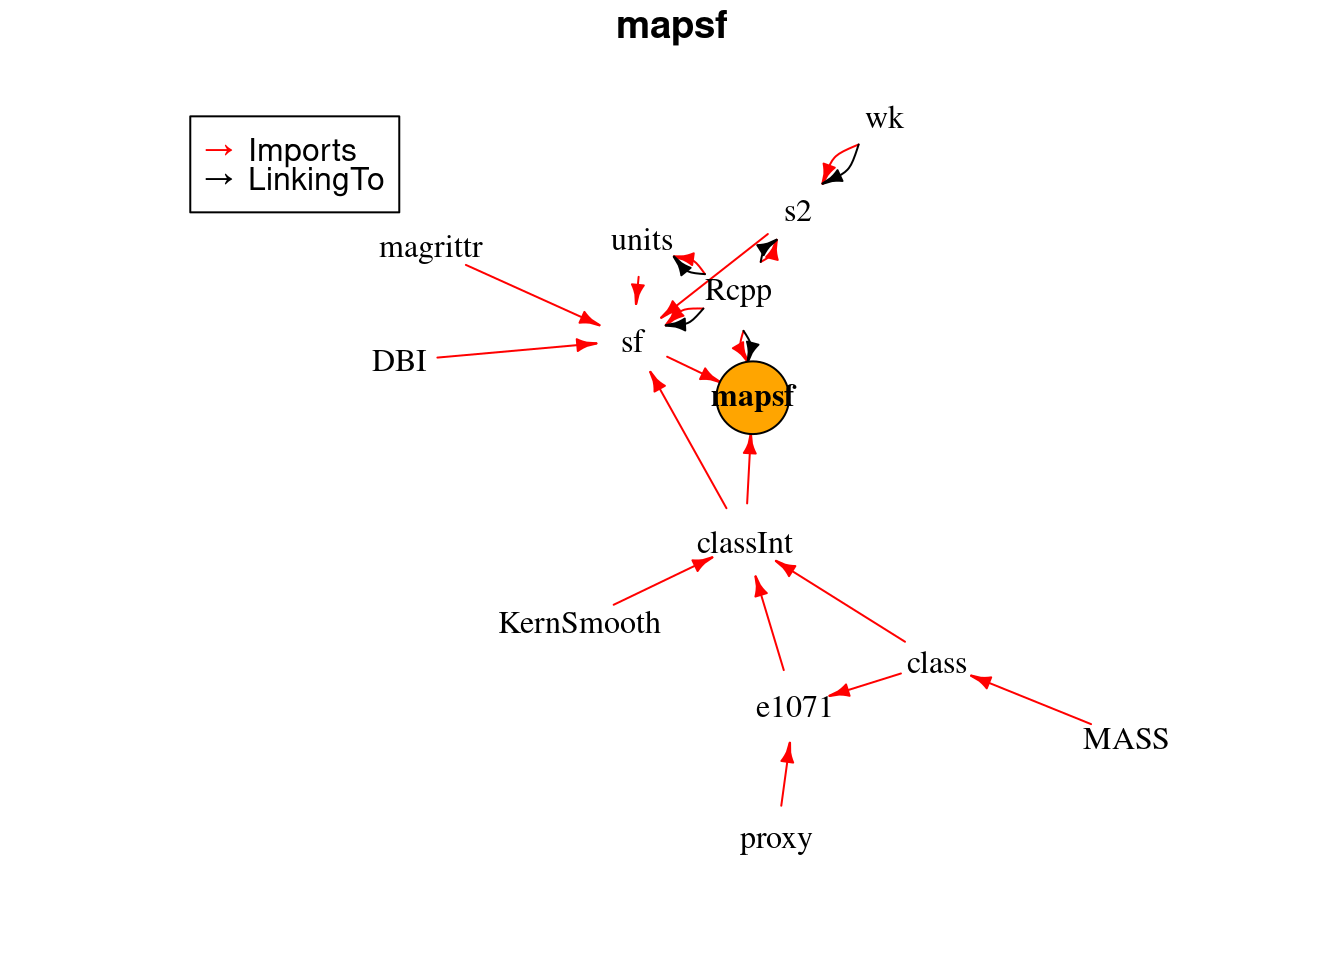 mapsf
wk
→ Imports
→ LinkingTo
s2
units
magrittr
Rcpp
sf
DBI
mapsf
classInt
KernSmooth
class
e1071
MASS
proxy